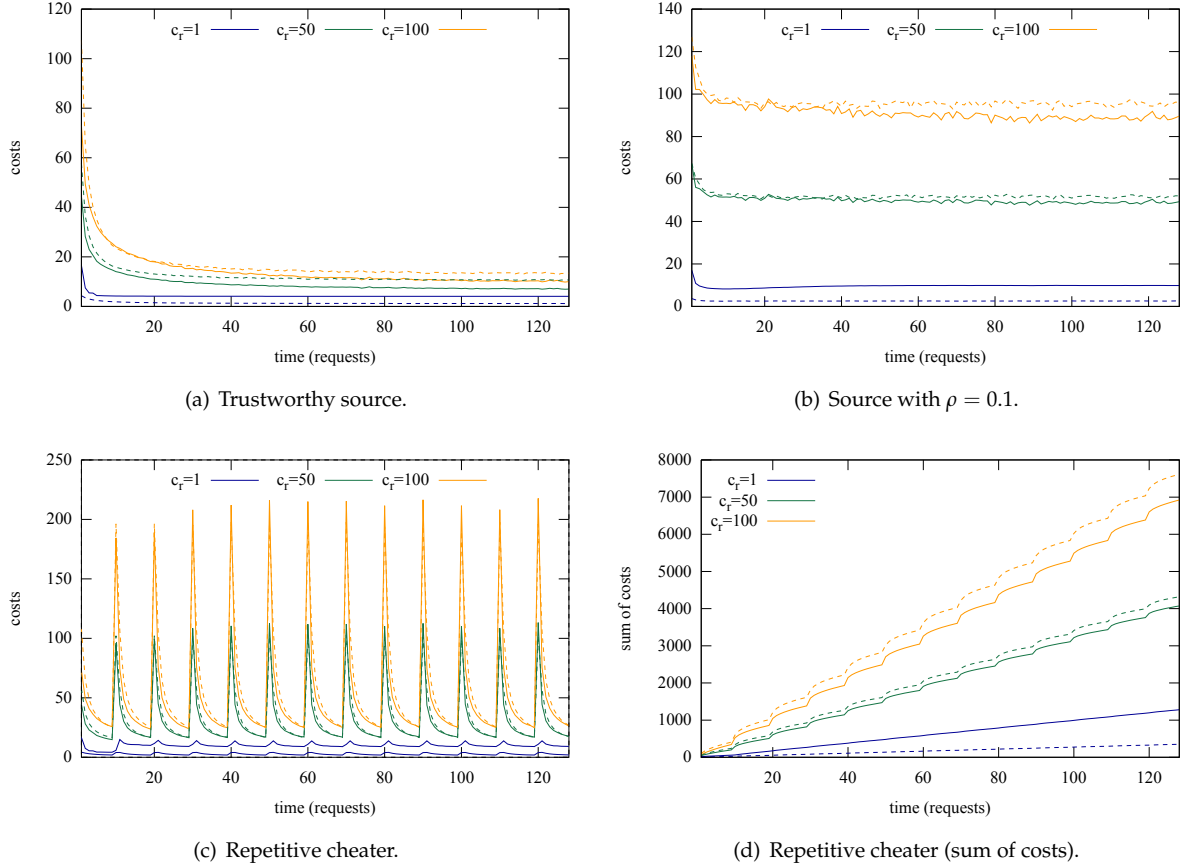 c_r=1 c_r=50 c_r=100
120
100
80
60
40
20
0
costs
20 40 60 80 100 120
time (requests)
(a) Trustworthy source.
c_r=1 c_r=50 c_r=100
140
120
100
80
60
40
20
0
costs
20 40 60 80 100 120
time (requests)
(b) Source with ρ = 0.1.
c_r=1 c_r=50 c_r=100
250
200
150
100
50
0
costs
20 40 60 80 100 120
time (requests)
(c) Repetitive cheater.
c_r=1
c_r=50
c_r=100
8000
7000
6000
5000
4000
3000
2000
1000
0
sum of costs
20 40 60 80 100 120
time (requests)
(d) Repetitive cheater (sum of costs).